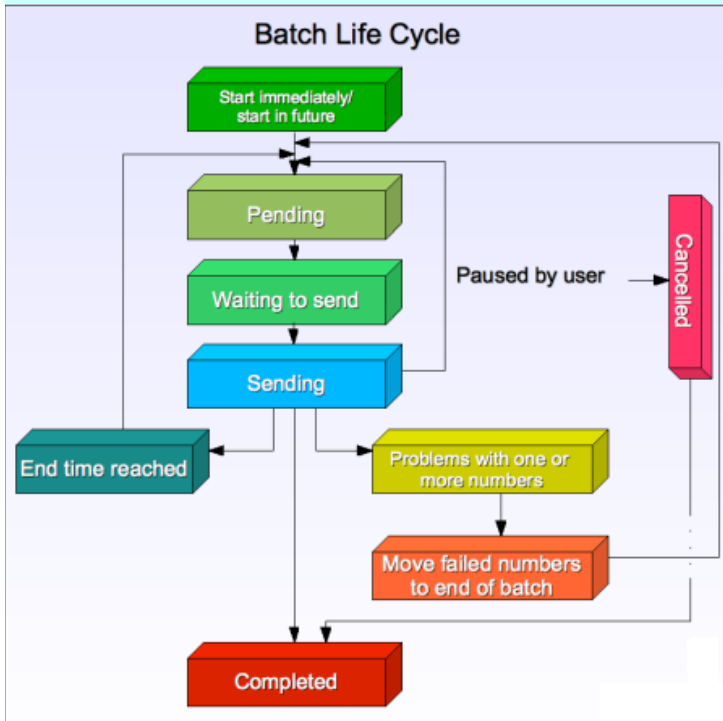 Batch Life Cycle
Start immediately/
start in future
Pending
Waiting to send
Paused by user
Cancelled
Sending
End time reached
Problems with one or
more numbers
Move failed numbers
to end of batch
Completed